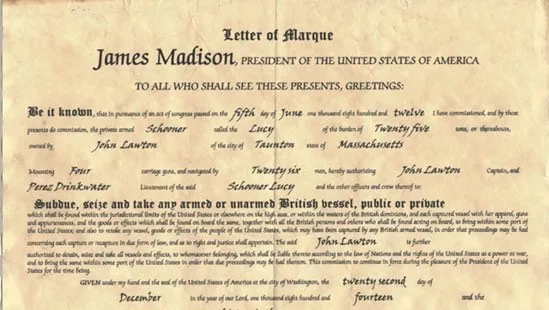 Letter of Marque
James Madison, PRESIDENT OF THE UNITED STATES OF AMERICA
TO ALL WHO SHALL SEE THESE PRESENTS, GREETINGS:
Be it known, that in pursuance of an act of congress passed on the fifth day of June one thousand eight hundred and twelve I have commissioned, and by these
presents do commission, the private armed Schooner called the Lucy of the burden of Twenty five tons, or thereabouts,
owned by John Lawton of the city of Taunton state of Massachusetts
Mounting Four carriage guns, and navigated by Twenty six men, hereby authorizing John Lawton Captain, and
Perez Drinkwater Lieutenant of the said Schooner Lucy and the other officers and crew thereof to:
Subdue, seize and take any armed or unarmed British vessel, public or private
which shall be found within the jurisdictional limits of the United States or elsewhere on the high seas, or within the waters of the British dominions, and such captured vessel with her apparel, guns
and appurtenances, and the goods or effects which shall be found on board the same, together with all the British persons and others who shall be found acting on board, to bring within some port of
the United States; and also to retake any vessel, goods or effects of the people of the United States, which may have been captured by any British armed vessel, in order that proceedings may be had
concerning such capture or recapture in due form of law, and as to right and justice shall appertain. The said John Lawton is further
authorized to detain, seize and take all vessels and effects, to whomsoever belonging, which shall be liable thereto according to the law of Nations and the rights of the United States as a power at war,
and to bring the same within some port of the United States in order that due proceedings may be had thereon. This commission to continue in force during the pleasure of the President of the United
States for the time being.
GIVEN under my hand and the seal of the United States of America at the city of Washington, the twenty second day of
December in the year of our Lord, one thousand eight hundred and fourteen and the